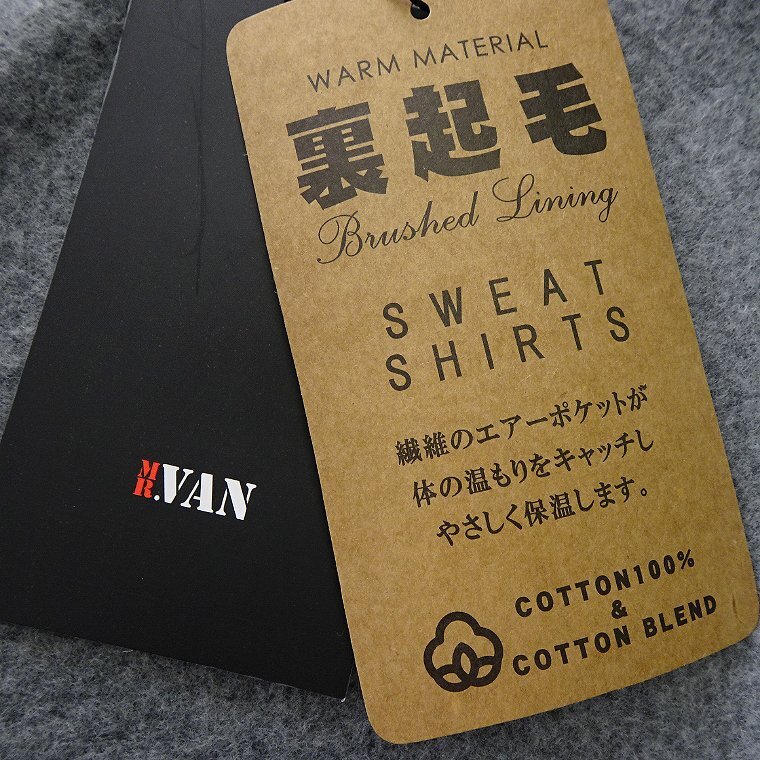 WARM MATERIAL
裏起毛
Brushed Lining
SWEAT
SHIRTS
繊維のエアーポケットが
体の温もりをキャッチし
やさしく保温します。
COTTON100%
&
COTTON BLEND
MR.VAN